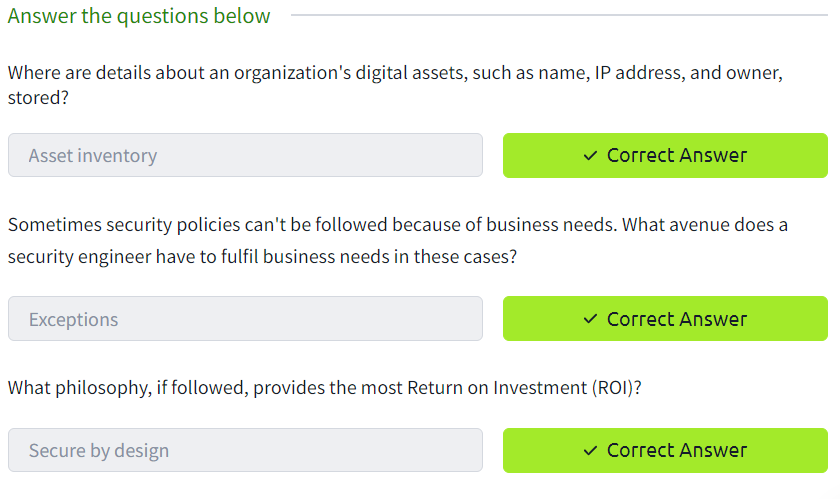 Answer the questions below
Where are details about an organization's digital assets, such as name, IP address, and owner,
stored?
Asset inventory
✓ Correct Answer
Sometimes security policies can't be followed because of business needs. What avenue does a
security engineer have to fulfil business needs in these cases?
Exceptions
✓ Correct Answer
What philosophy, if followed, provides the most Return on Investment (ROI)?
Secure by design
✓ Correct Answer